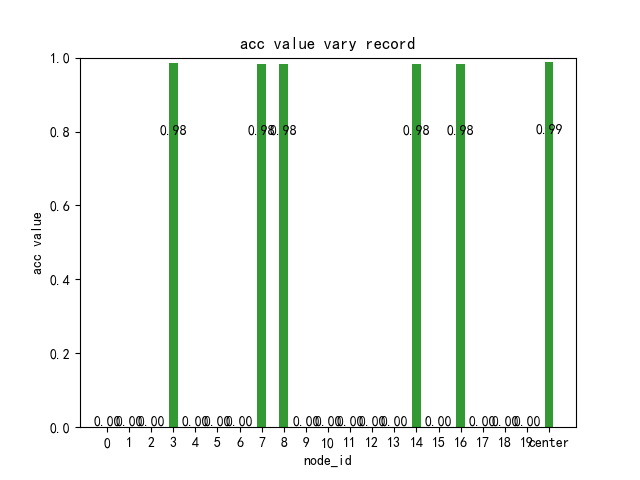 acc value vary record
acc value
1.0
0.8
0.6
0.4
0.2
0.0
0.98 0.98 0.98 0.98 0.98 0.99
0.00 0.00 0.00 0.00 0.00 0.00 0.00 0.00 0.00 0.00 0.00 0.00 0.00 0.00 0.00
0 1 2 3 4 5 6 7 8 9 10 11 12 13 14 15 16 17 18 19 center
node_id